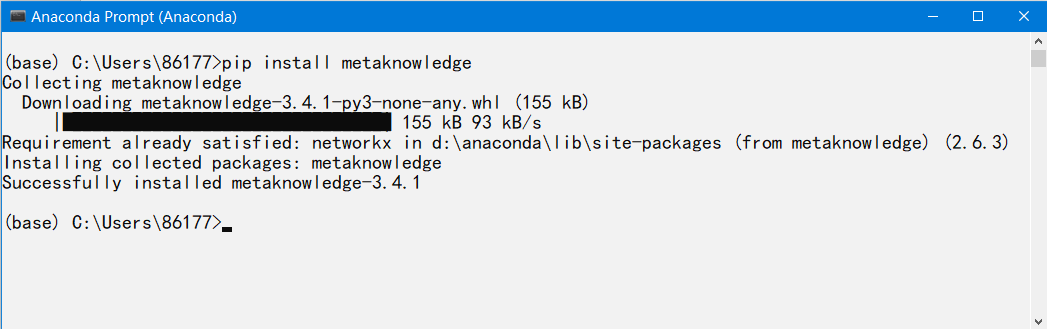 Anaconda Prompt (Anaconda)
(base) C:\Users\86177>pip install metaknowledge
Collecting metaknowledge
Downloading metaknowledge-3.4.1-py3-none-any.whl (155 kB)
155 kB 93 kB/s
Requirement already satisfied: networkx in d:\anaconda\lib\site-packages (from metaknowledge) (2.6.3)
Installing collected packages: metaknowledge
Successfully installed metaknowledge-3.4.1
(base) C:\Users\86177>